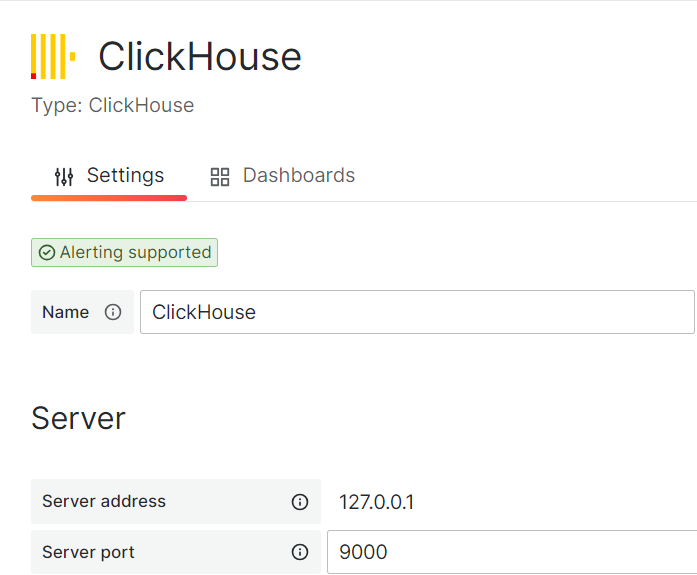 ClickHouse
Type: ClickHouse
Settings Dashboards
Alerting supported
Name ClickHouse
Server
Server address 127.0.0.1
Server port 9000